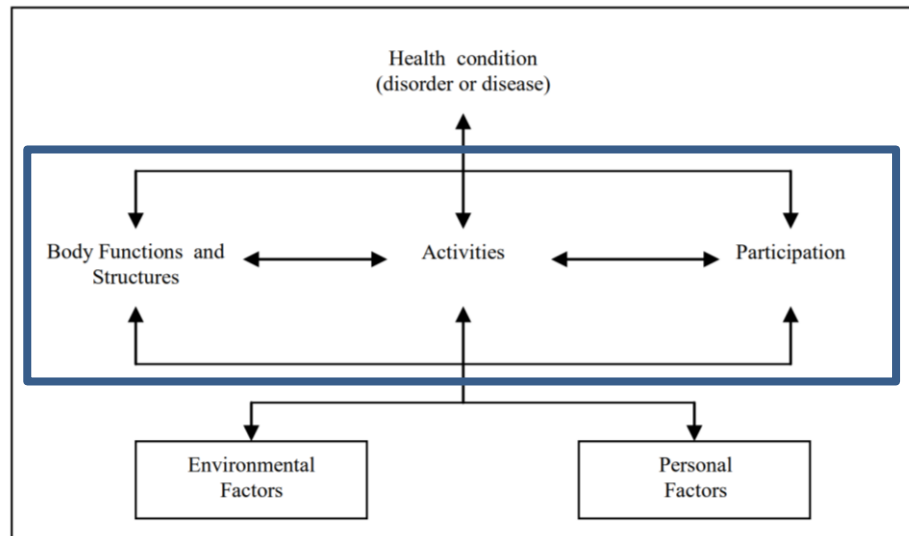 Health condition
(disorder or disease)
Body Functions and
Structures
Activities
Participation
Environmental
Factors
Personal
Factors